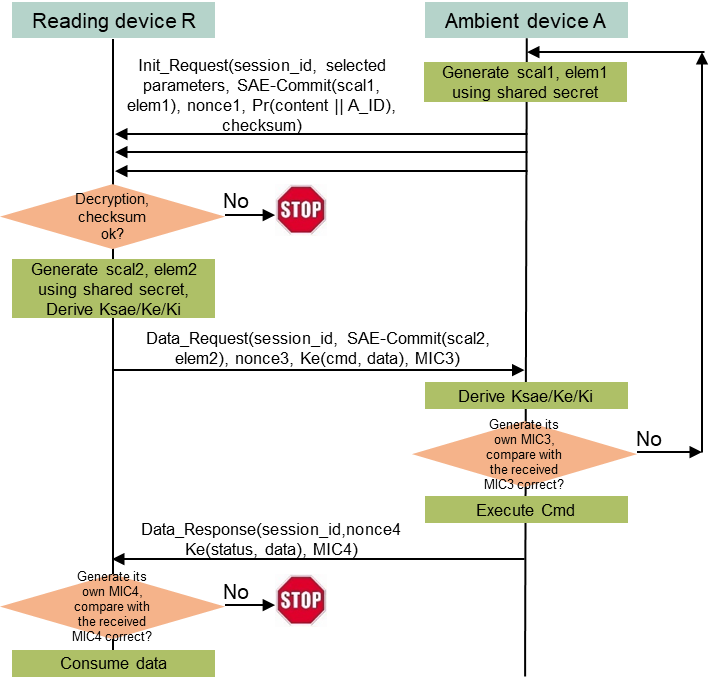 Reading device R
Ambient device A
Generate scal1, elem1
using shared secret
Init_Request(session_id, selected
parameters, SAE-Commit(scal1,
elem1), nonce1, Pr(content || A_ID),
checksum)
Decryption,
checksum
ok?
No
STOP
Generate scal2, elem2
using shared secret,
Derive Ksae/Ke/Ki
Data_Request(session_id, SAE-Commit(scal2,
elem2), nonce3, Ke(cmd, data), MIC3)
Derive Ksae/Ke/Ki
Generate its
own MIC3,
compare with
the received
MIC3 correct?
No
Execute Cmd
Data_Response(session_id,nonce4
Ke(status, data), MIC4)
Generate its
own MIC4,
compare with
the received
MIC4 correct?
No
STOP
Consume data